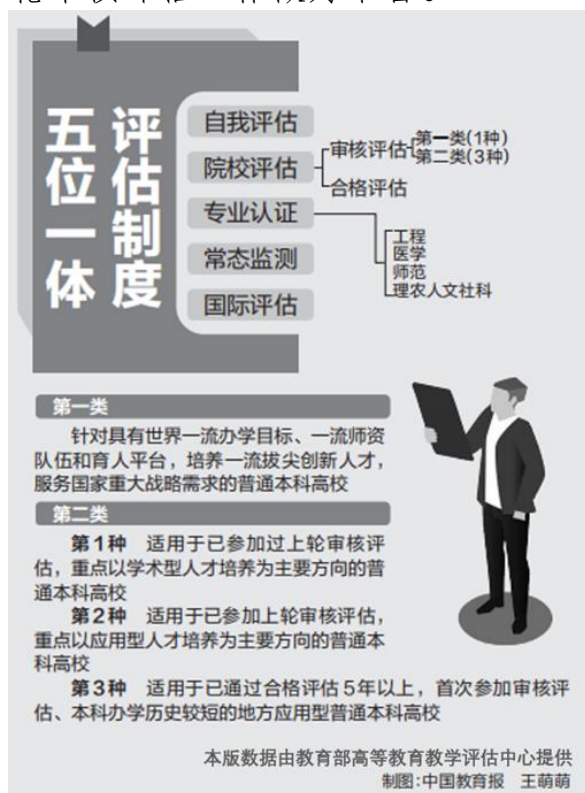 五位一体
评估制度
自我评估
院校评估
审核评估
第一类(1种)
第二类(3种)
合格评估
专业认证
工程
医学
师范
理农人文社科
常态监测
国际评估
第一类
针对具有世界一流办学目标、一流师资
队伍和育人平台，培养一流拔尖创新人才，
服务国家重大战略需求的普通本科高校
第二类
第1种 适用于已参加过上轮审核评
估，重点以学术型人才培养为主要方向的普
通本科高校
第2种 适用于已参加上轮审核评估，
重点以应用型人才培养为主要方向的普通本
科高校
第3种 适用于已通过合格评估5年以上，首次参加审核评
估、本科办学历史较短的地方应用型普通本科高校
本版数据由教育部高等教育教学评估中心提供
制图:中国教育报 王萌萌